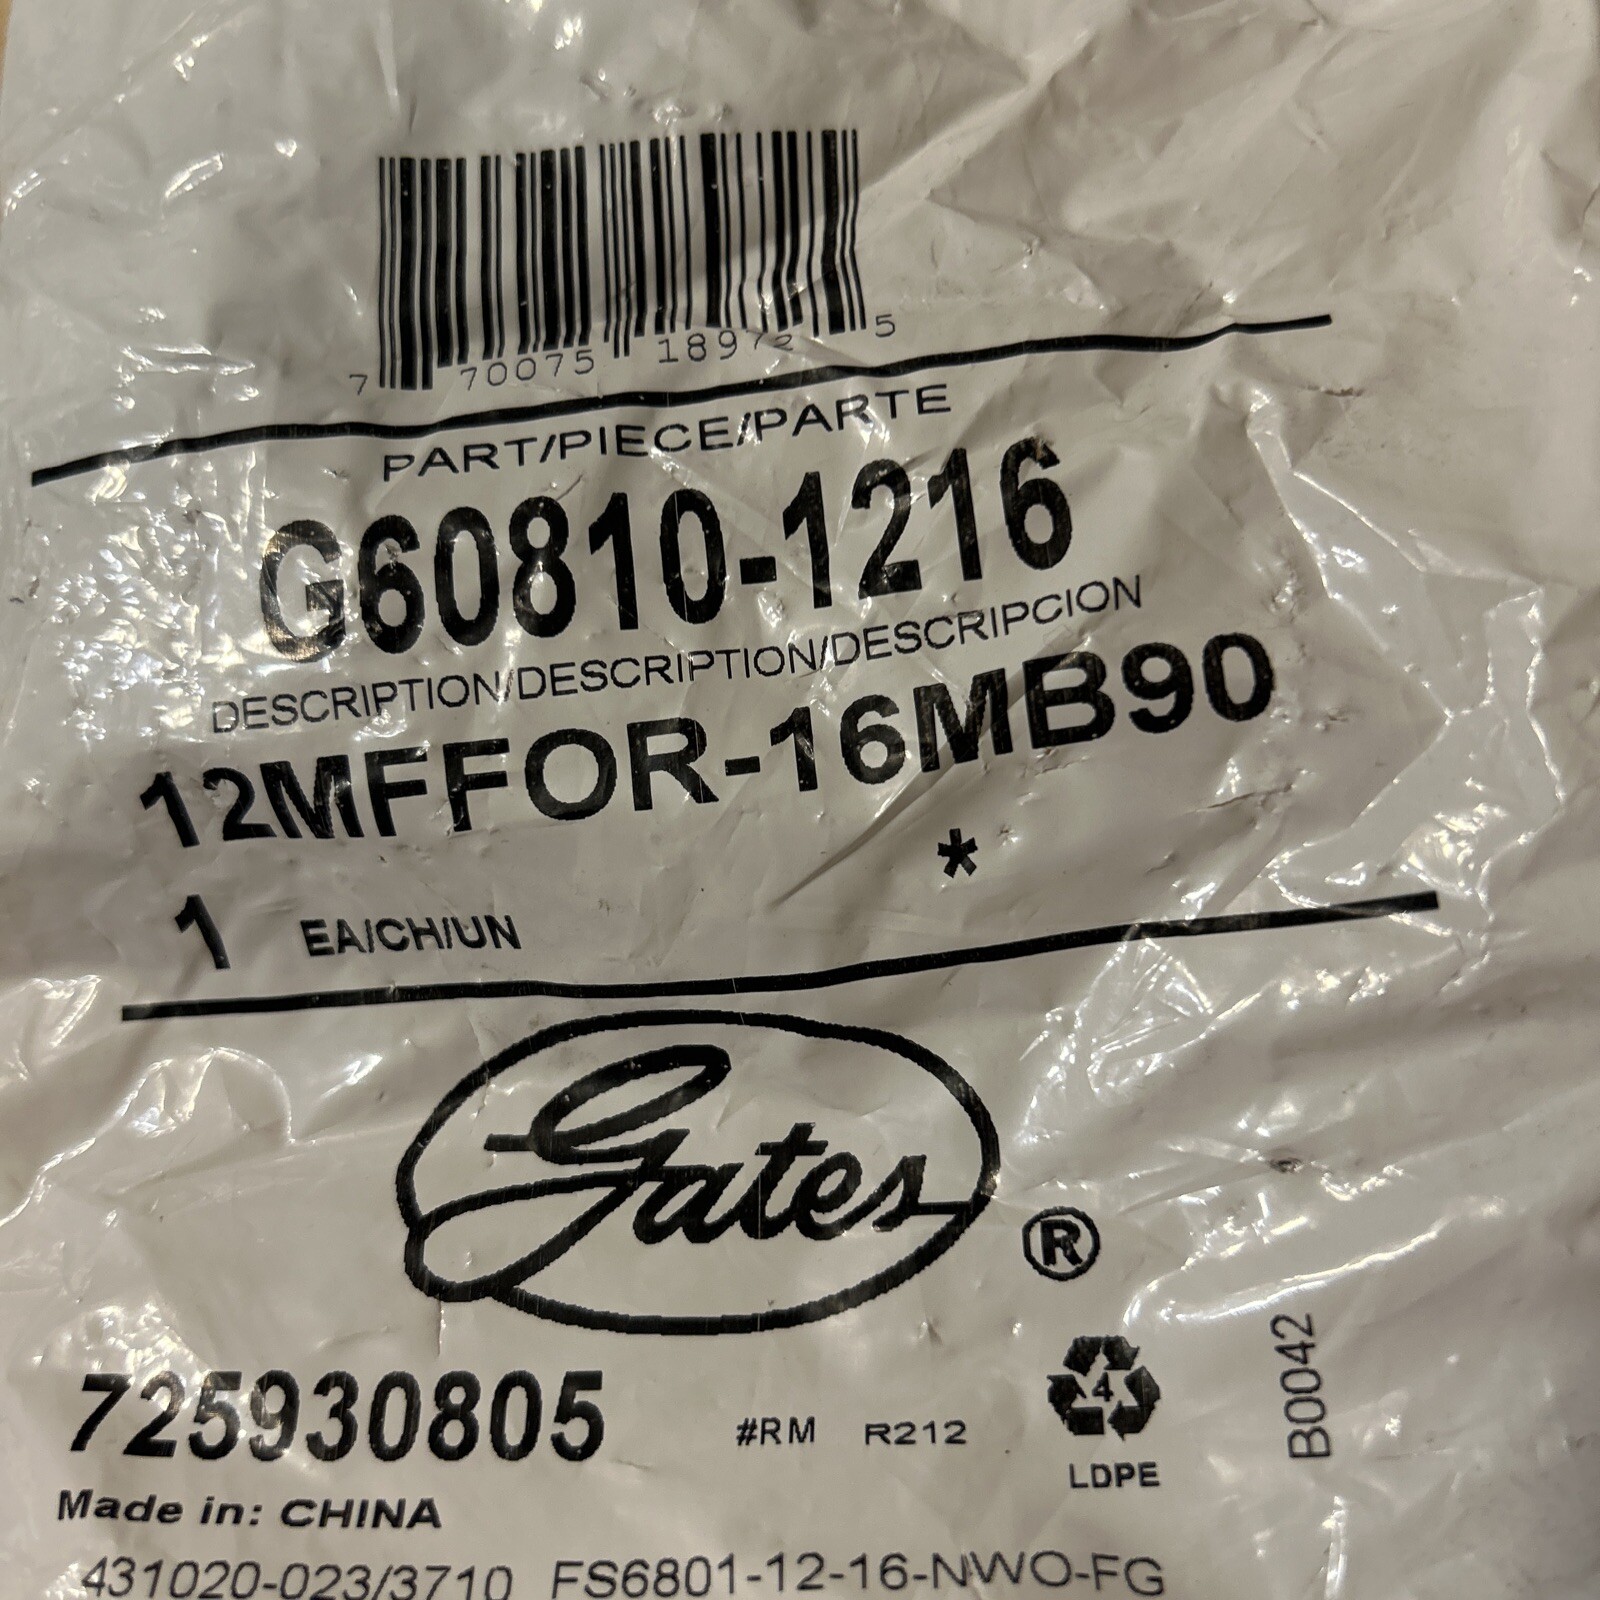 7 70075 18972 5
PART/PIECE/PARTE
G60810-1216
DESCRIPTION/DESCRIPTION/DESCRIPCION
12MFFOR-16MB90
*
1 EA/CH/UN
Gates®
725930805 #RM R212
4
LDPE
B0042
Made in: CHINA
431020-023/3710 FS6801-12-16-NWO-FG